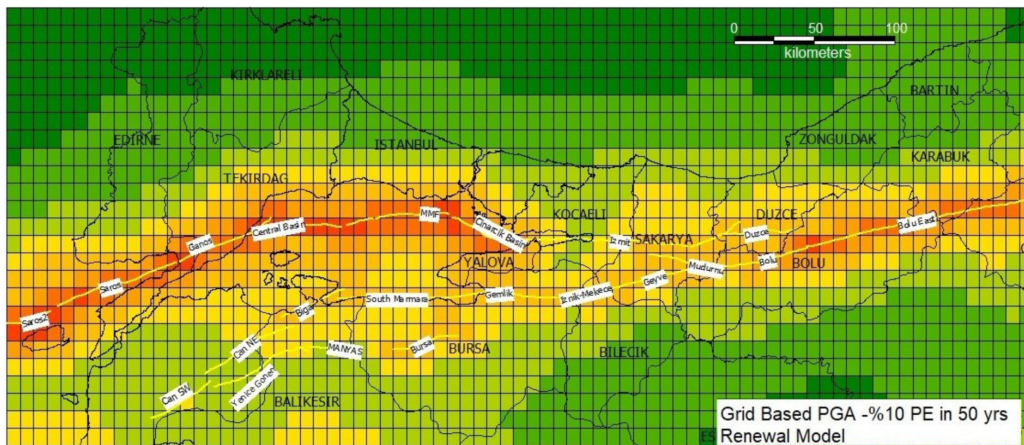 0 50 100
kilometers
KIRKLARELI
BARTIN
EDIRNE
ISTANBUL
ZONGULDAK
KARABUK
TEKIRDAG
MMF
KOCAELI
DUZCE
Central Basin
Cinarcik Basin
Bolu East
Ganos
Izmit
SAKARYA
Duzce
YALOVA
Mudurnu
Bolu
BOLU
Saros
Geyve
South Marmara
Gemlik
Iznik-Mekece
Biga
Saros2
Can NE
MANYAS
Bursa
BURSA
BILECIK
Yenice Gonen
Can SW
BALIKESIR
Grid Based PGA -%10 PE in 50 yrs
ES
Renewal Model